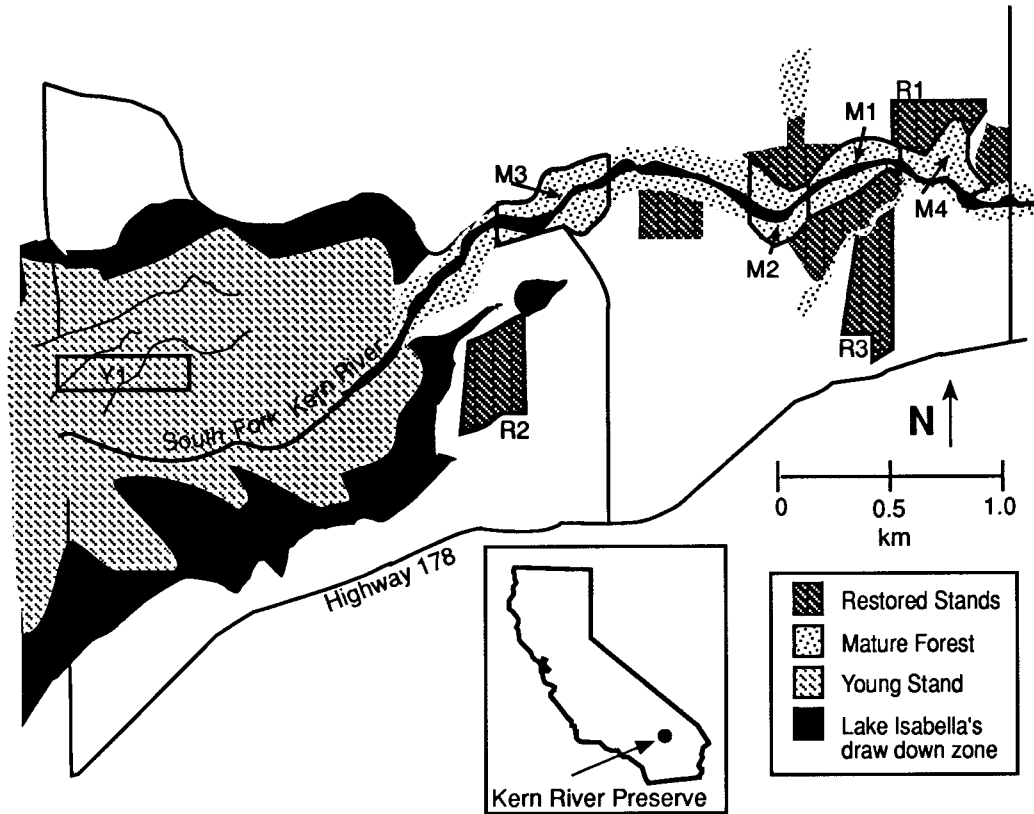 R1
M1
M3
M4
M2
Y1
R3
South Fork Kern River
R2
N
0
0.5
1.0
km
Highway 178
Restored Stands
Mature Forest
Young Stand
Lake Isabella's
draw down zone
Kern River Preserve